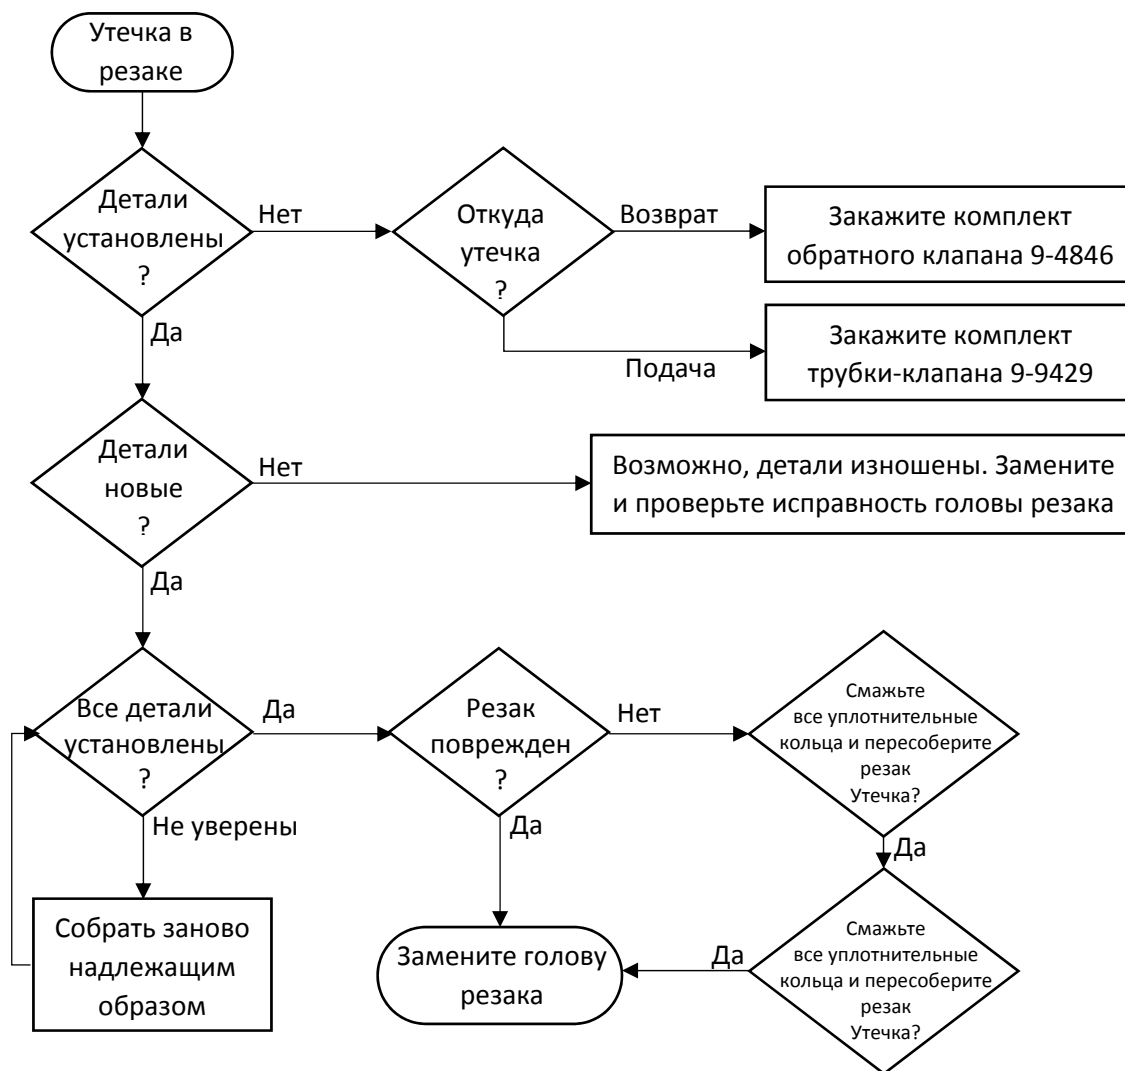 Утечка в
резаке
Детали
установлены
?
Нет
Откуда
утечка
?
Возврат
Закажите комплект
обратного клапана 9-4846
Да
Подача
Закажите комплект
трубки-клапана 9-9429
Детали
новые
?
Нет
Возможно, детали изношены. Замените
и проверьте исправность головы резака
Да
Все детали
установлены
?
Да
Резак
поврежден
?
Нет
Смажьте
все уплотнительные
кольца и пересоберите
резак
Утечка?
Не уверены
Да
Да
Собрать заново
надлежащим
образом
Замените голову
резака
Да
Смажьте
все уплотнительные
кольца и пересоберите
резак
Утечка?